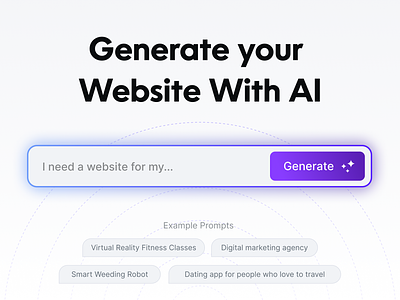 Generate your
Website With AI
I need a website for my...
Generate
Example Prompts
Virtual Reality Fitness Classes
Digital marketing agency
Smart Weeding Robot
Dating app for people who love to travel